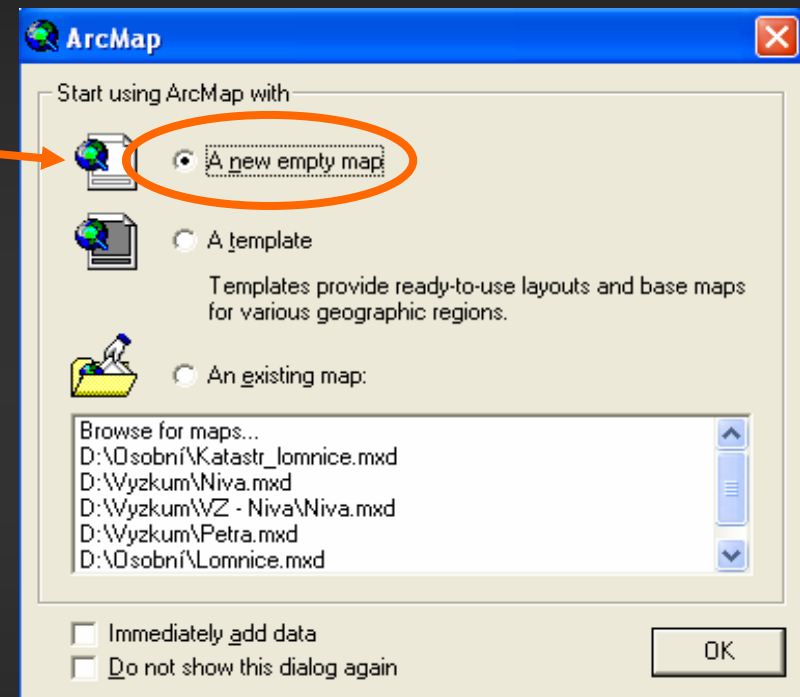 ArcMap
Start using ArcMap with
A new empty map
A template
Templates provide ready-to-use layouts and base maps
for various geographic regions.
An existing map:
Browse for maps...
D:\Osobní\Katastr_lomnice.mxd
D:\Vyzkum\Niva.mxd
D:\Vyzkum\VZ - Niva\Niva.mxd
D:\Vyzkum\Petra.mxd
D:\Osobní\Lomnice.mxd
Immediately add data
Do not show this dialog again
OK